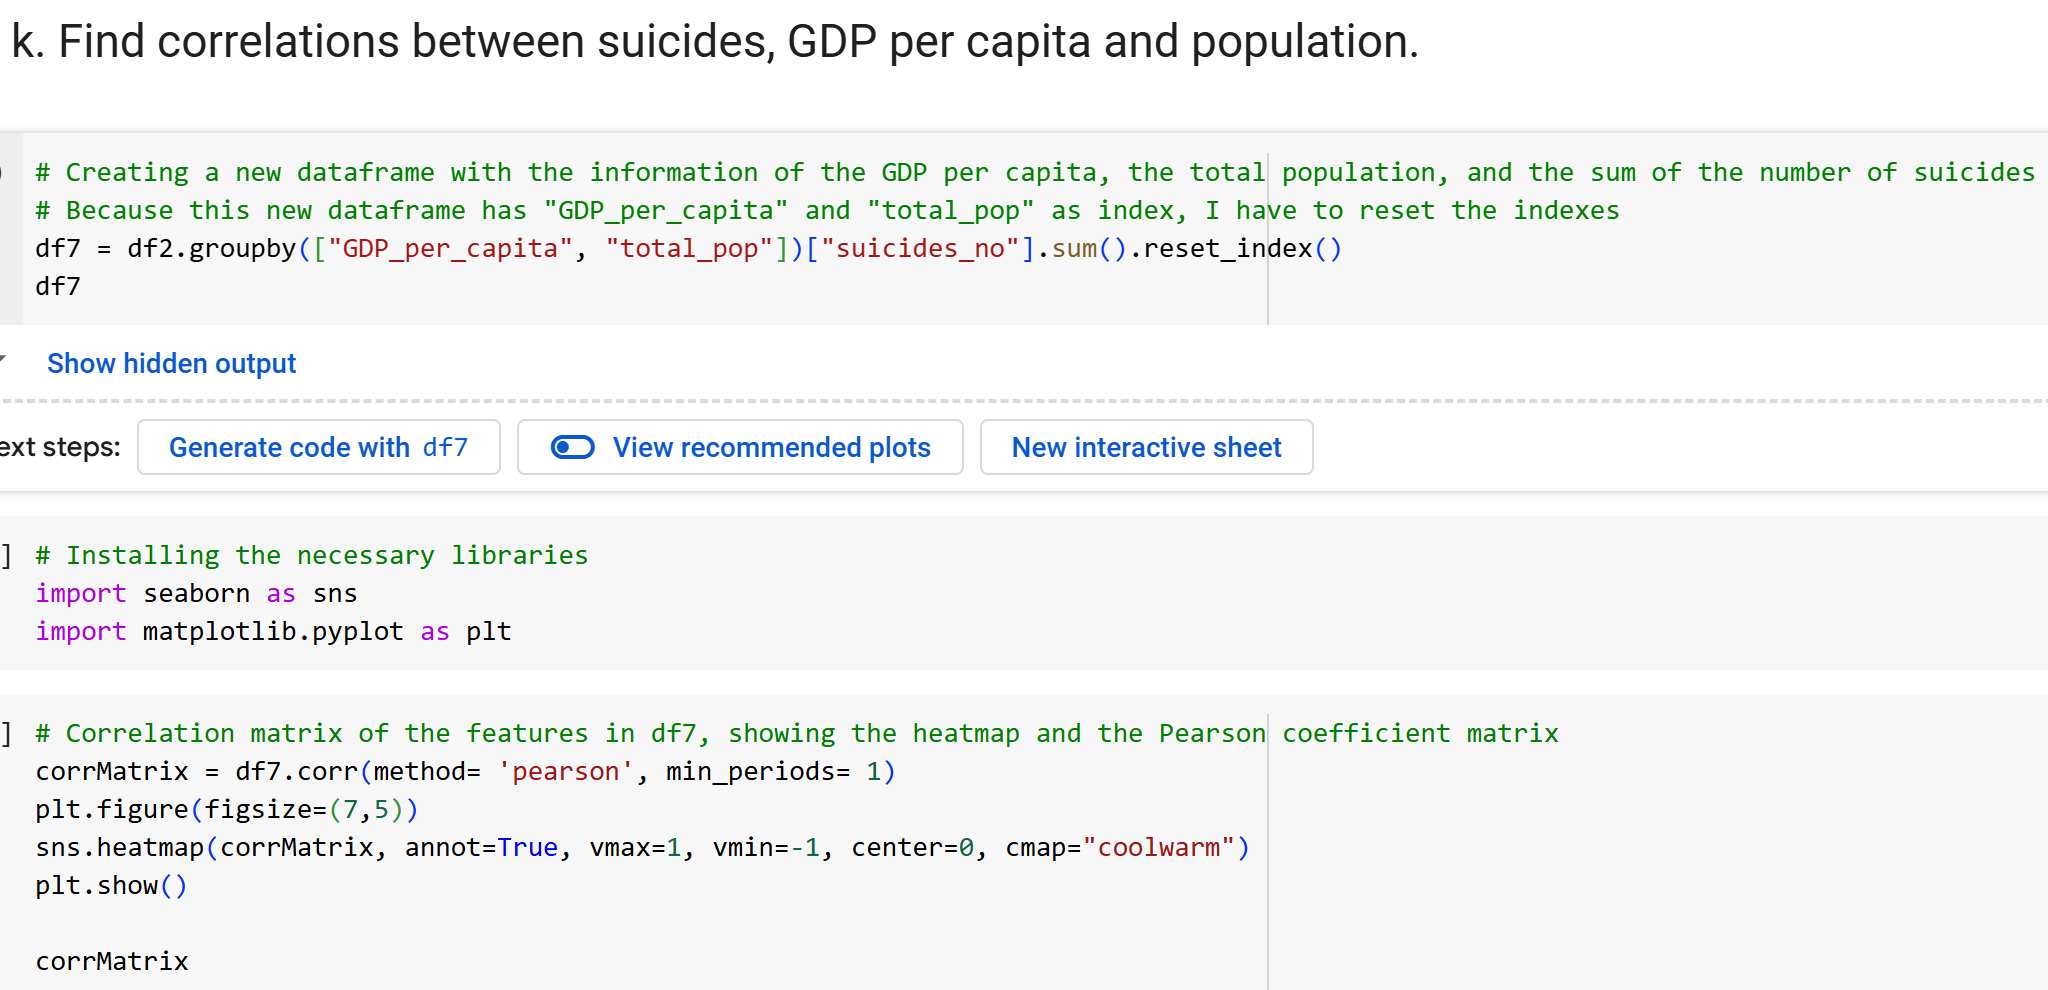 k. Find correlations between suicides, GDP per capita and population.
# Creating a new dataframe with the information of the GDP per capita, the total population, and the sum of the number of suicides
# Because this new dataframe has "GDP_per_capita" and "total_pop" as index, I have to reset the indexes
df7 = df2.groupby(["GDP_per_capita", "total_pop"])["suicides_no"].sum().reset_index()
df7
Show hidden output
ext steps: Generate code with df7 View recommended plots New interactive sheet
] # Installing the necessary libraries
import seaborn as sns
import matplotlib.pyplot as plt
] # Correlation matrix of the features in df7, showing the heatmap and the Pearson coefficient matrix
corrMatrix = df7.corr(method= 'pearson', min_periods= 1)
plt.figure(figsize=(7,5))
sns.heatmap(corrMatrix, annot=True, vmax=1, vmin=-1, center=0, cmap="coolwarm")
plt.show()
corrMatrix